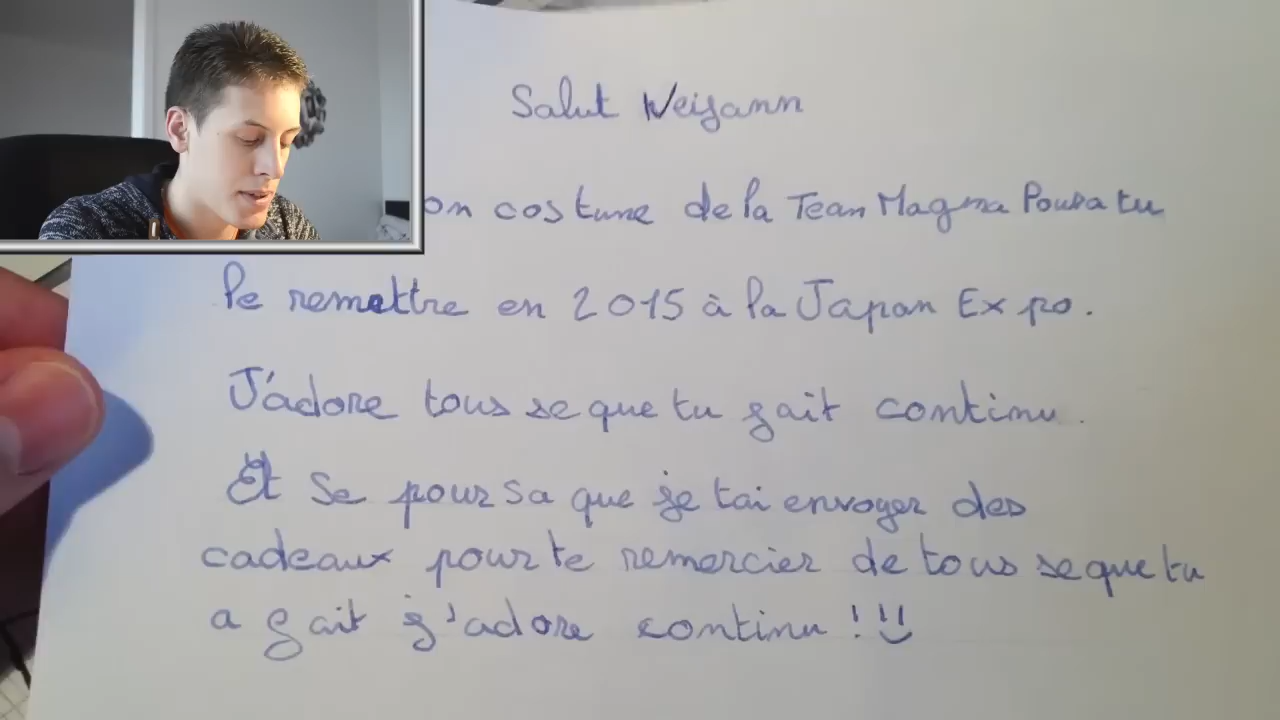 Salut Neiyann
on costume de la Team Magma Poura tu
le remettre en 2015 à la Japan Expo.
J'adore tous se que tu fait continu.
Et se pour sa que je tai envoyer des
cadeaux pour te remercier de tous se que tu
a fait j'adore continu !